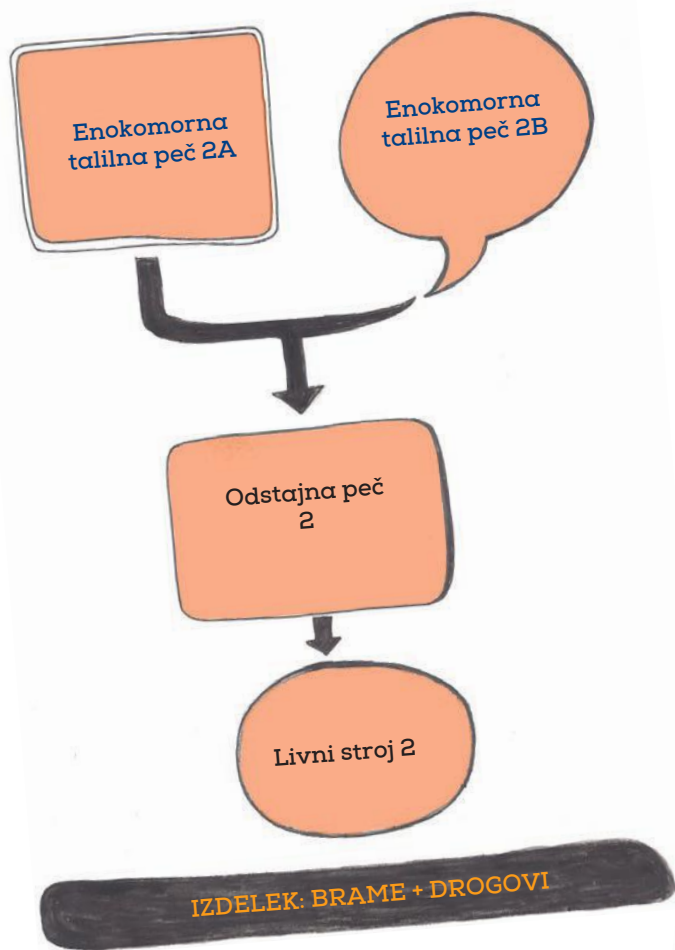 Enokomorna
talilna peč 2A
Enokomorna
talilna peč 2B
Odstajna peč
2
Livni stroj 2
IZDELEK: BRAME + DROGOVI